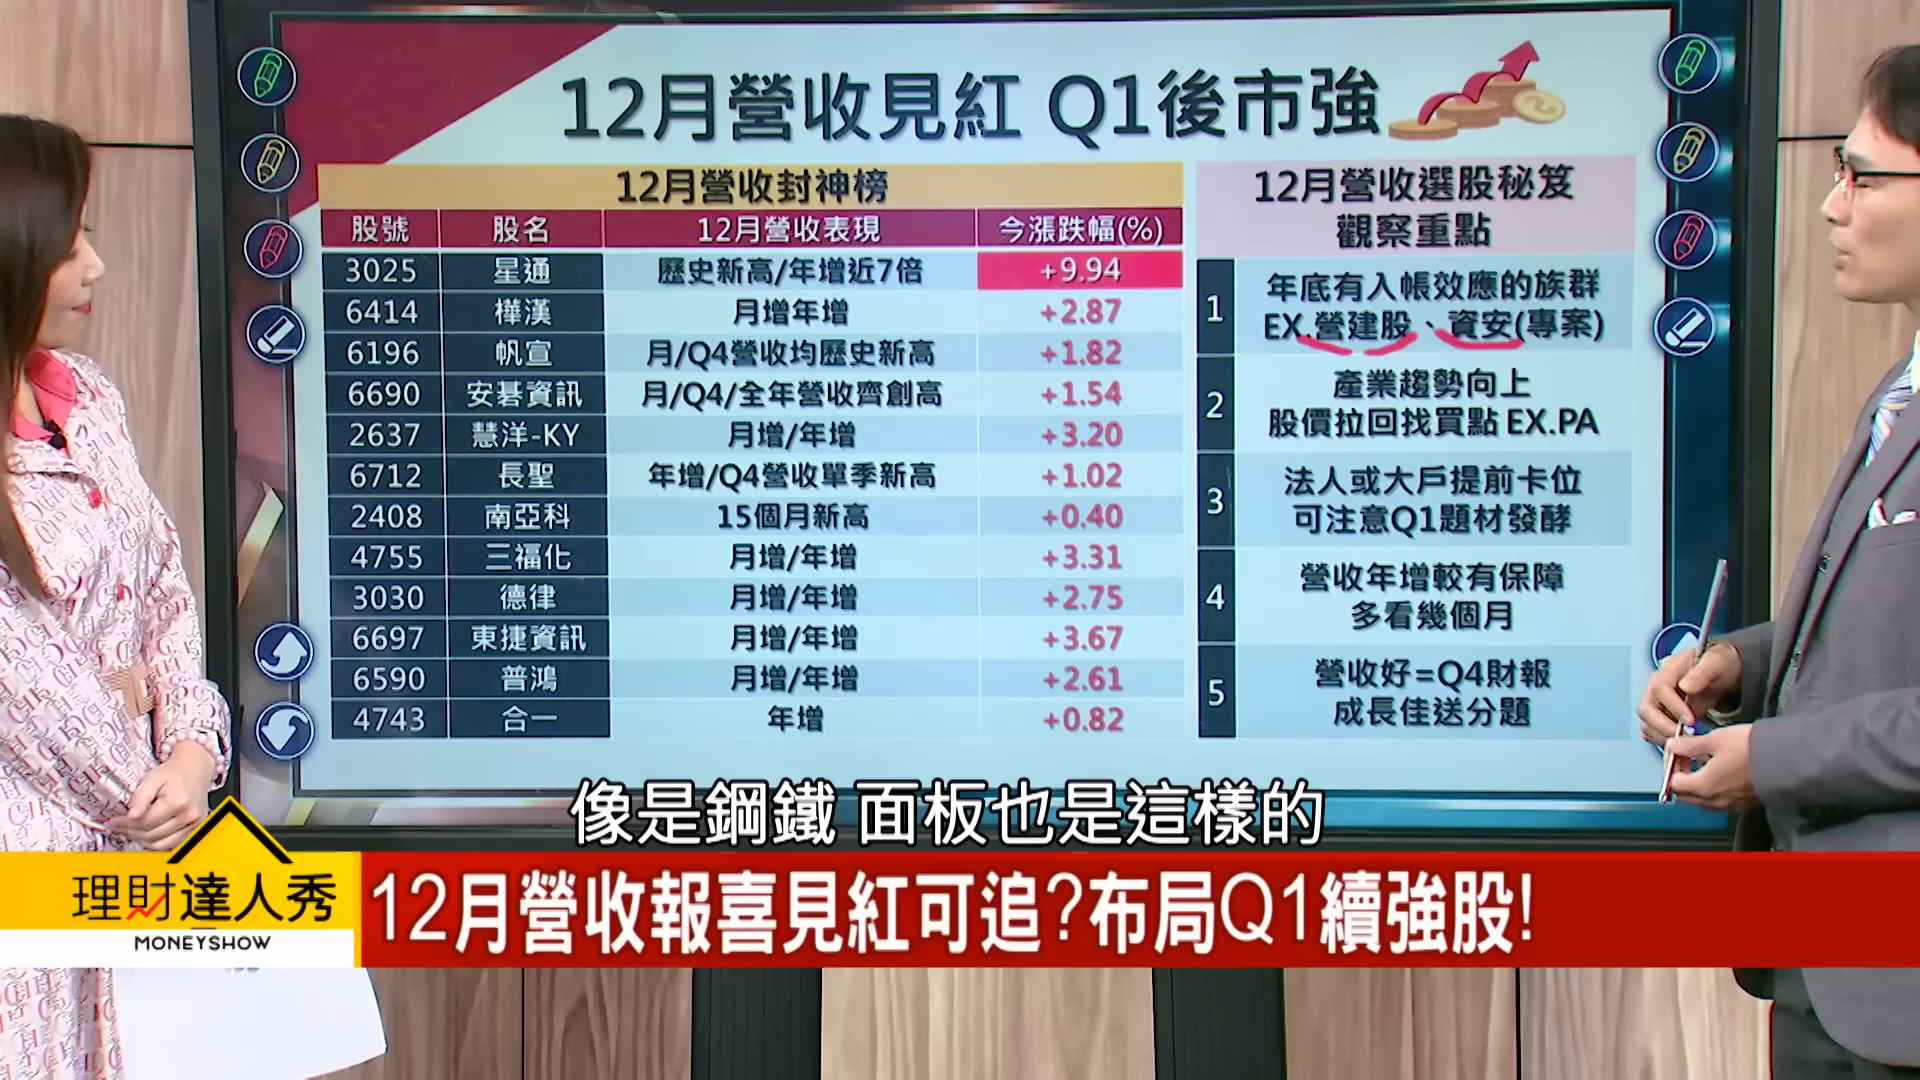 12月營收見紅 Q1後市強
12月營收封神榜
股號 股名 12月營收表現 今漲跌幅(%)
3025 星通 歷史新高/年增近7倍 +9.94
6414 樺漢 月增年增 +2.87
6196 帆宣 月/Q4營收均歷史新高 +1.82
6690 安碁資訊 月/Q4/全年營收齊創高 +1.54
2637 慧洋-KY 月增/年增 +3.20
6712 長聖 年增/Q4營收單季新高 +1.02
2408 南亞科 15個月新高 +0.40
4755 三福化 月增/年增 +3.31
3030 德律 月增/年增 +2.75
6697 東捷資訊 月增/年增 +3.67
6590 普鴻 月增/年增 +2.61
4743 合一 年增 +0.82
12月營收選股秘笈
觀察重點
1 年底有入帳效應的族群
EX.營建股、資安(專案)
2 產業趨勢向上
股價拉回找買點 EX.PA
3 法人或大戶提前卡位
可注意Q1題材發酵
4 營收年增較有保障
多看幾個月
5 營收好=Q4財報
成長佳送分題
像是鋼鐵 面板也是這樣的
理財達人秀
MONEYSHOW
12月營收報喜見紅可追?布局Q1續強股!